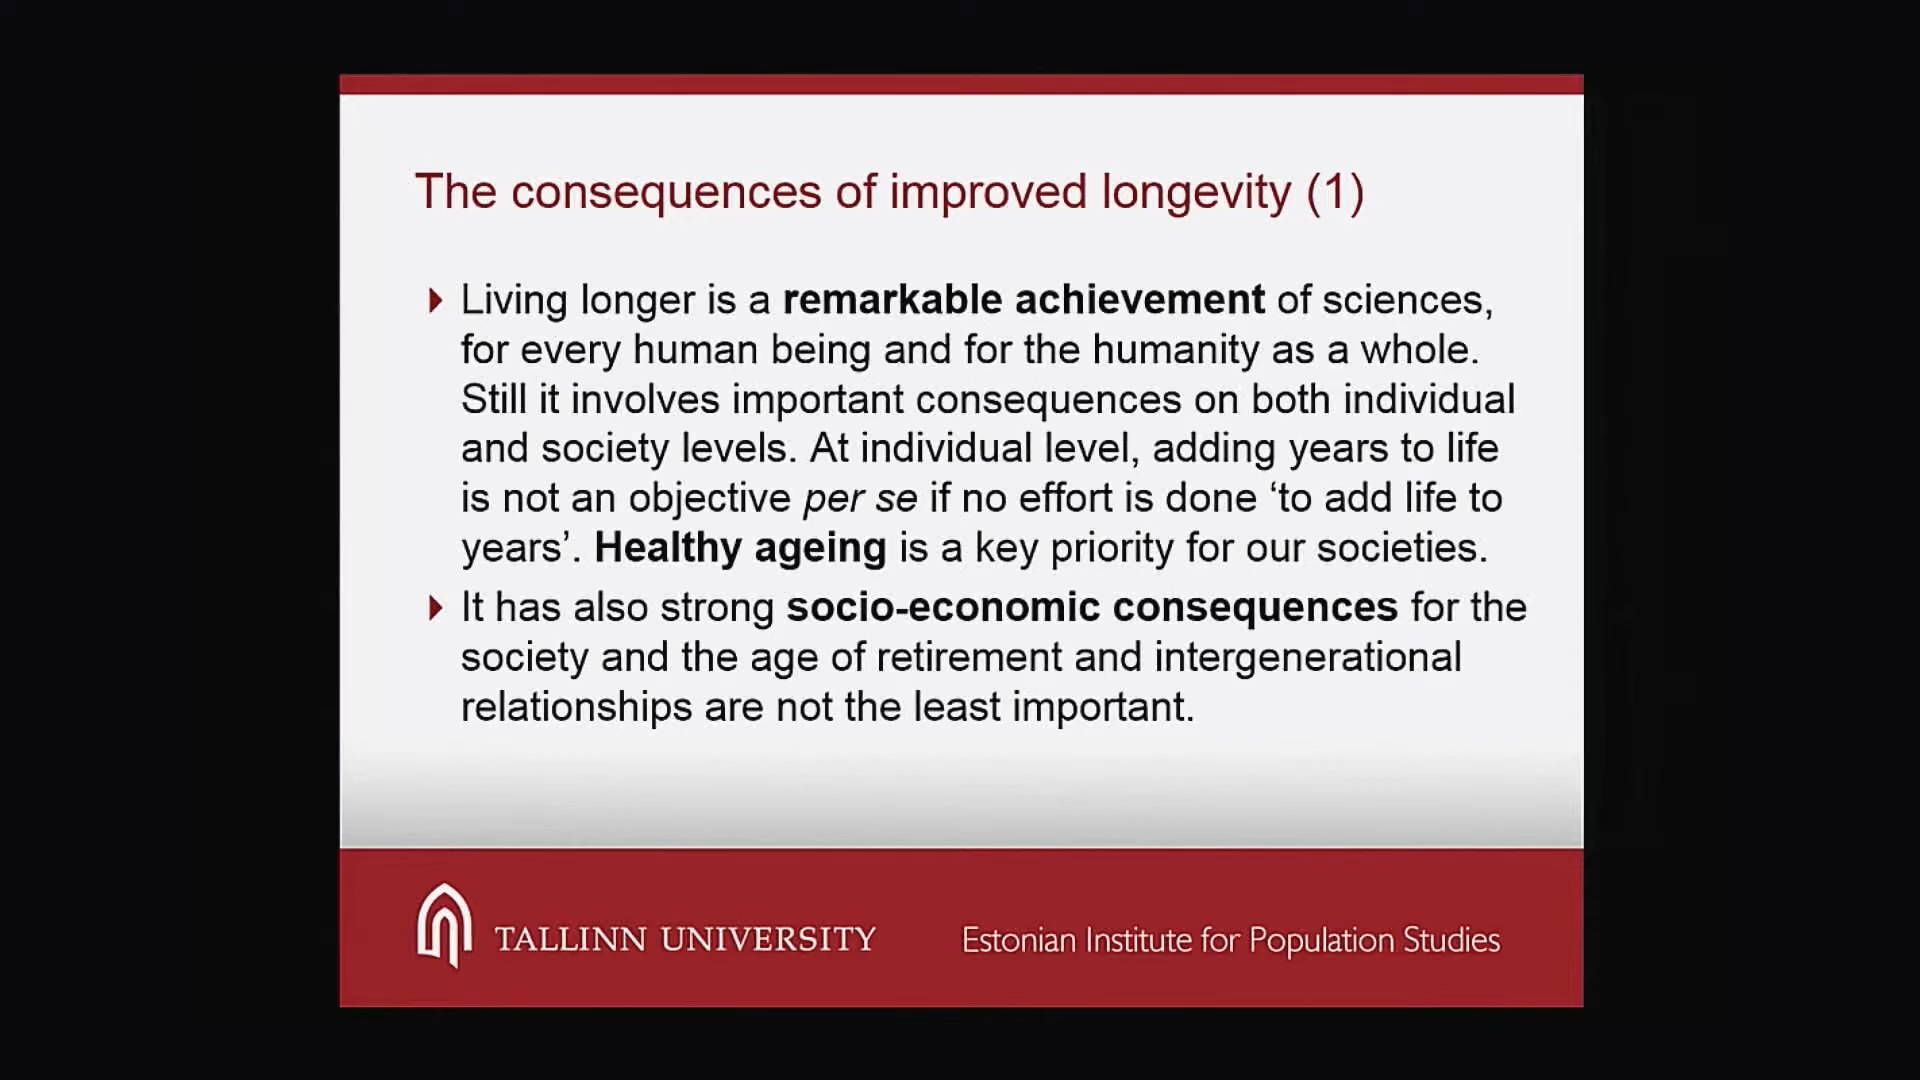 The consequences of improved longevity (1)
Living longer is a remarkable achievement of sciences,
for every human being and for the humanity as a whole.
Still it involves important consequences on both individual
and society levels. At individual level, adding years to life
is not an objective per se if no effort is done ‘to add life to
years’. Healthy ageing is a key priority for our societies.
It has also strong socio-economic consequences for the
society and the age of retirement and intergenerational
relationships are not the least important.
TALLINN UNIVERSITY
Estonian Institute for Population Studies